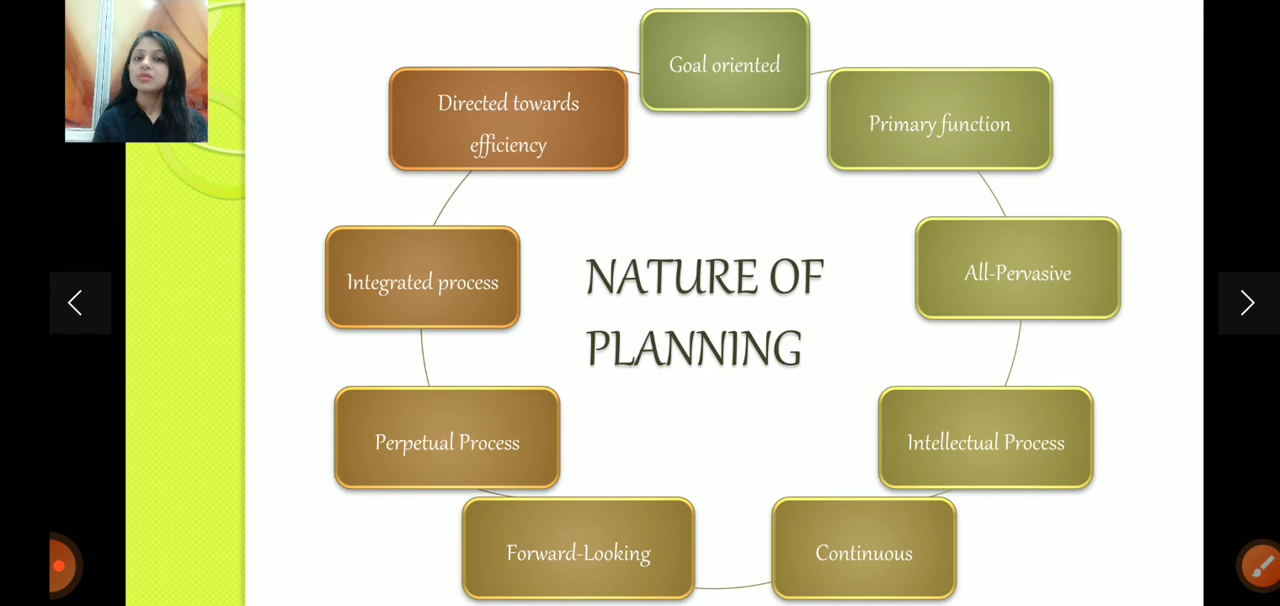 Goal oriented
Directed towards
efficiency
Primary function
Integrated process
NATURE OF
PLANNING
All-Pervasive
Perpetual Process
Intellectual Process
Forward-Looking
Continuous